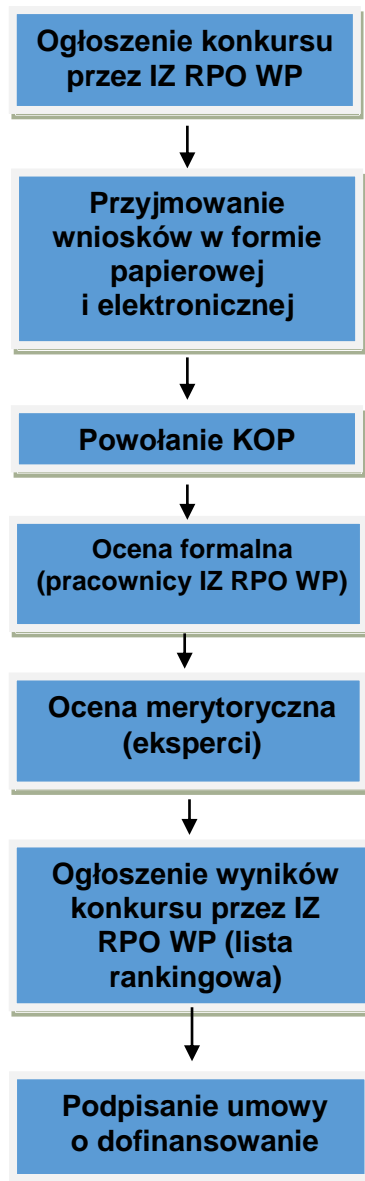 Ogłoszenie konkursu
przez IZ RPO WP
Przyjmowanie
wniosków w formie
papierowej
i elektronicznej
Powołanie KOP
Ocena formalna
(pracownicy IZ RPO WP)
Ocena merytoryczna
(eksperci)
Ogłoszenie wyników
konkursu przez IZ
RPO WP (lista
rankingowa)
Podpisanie umowy
o dofinansowanie